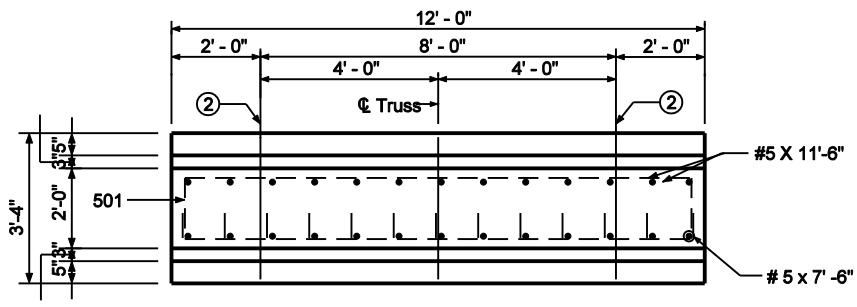 12' - 0"
2' - 0"
8' - 0"
2' - 0"
4' - 0"
4' - 0"
2
℄ Truss
2
5"
3"
#5 X 11'-6"
2'-0"
3'-4"
501
3"
5"
# 5 x 7' -6"